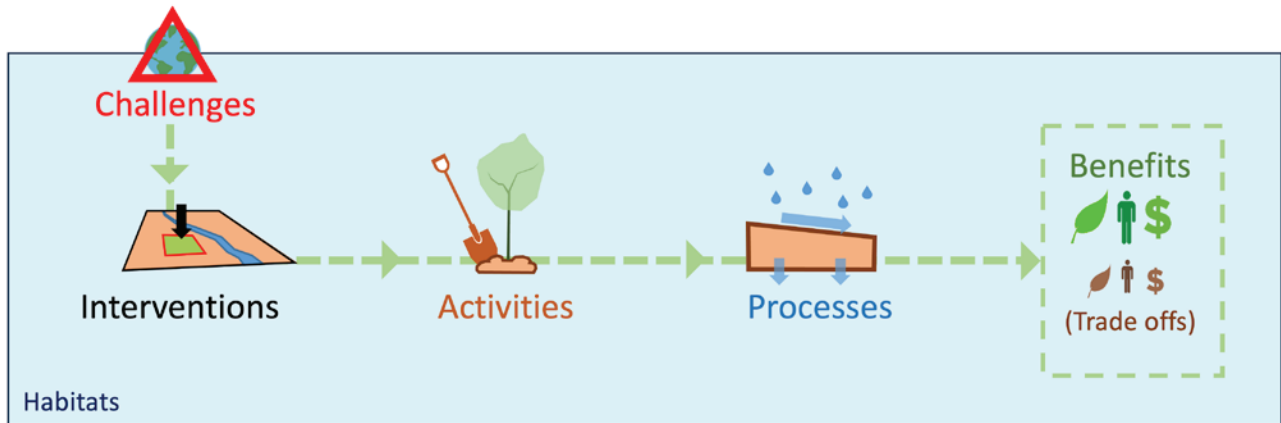 Challenges
Interventions
Activities
Processes
Benefits
$
$
(Trade offs)
Habitats